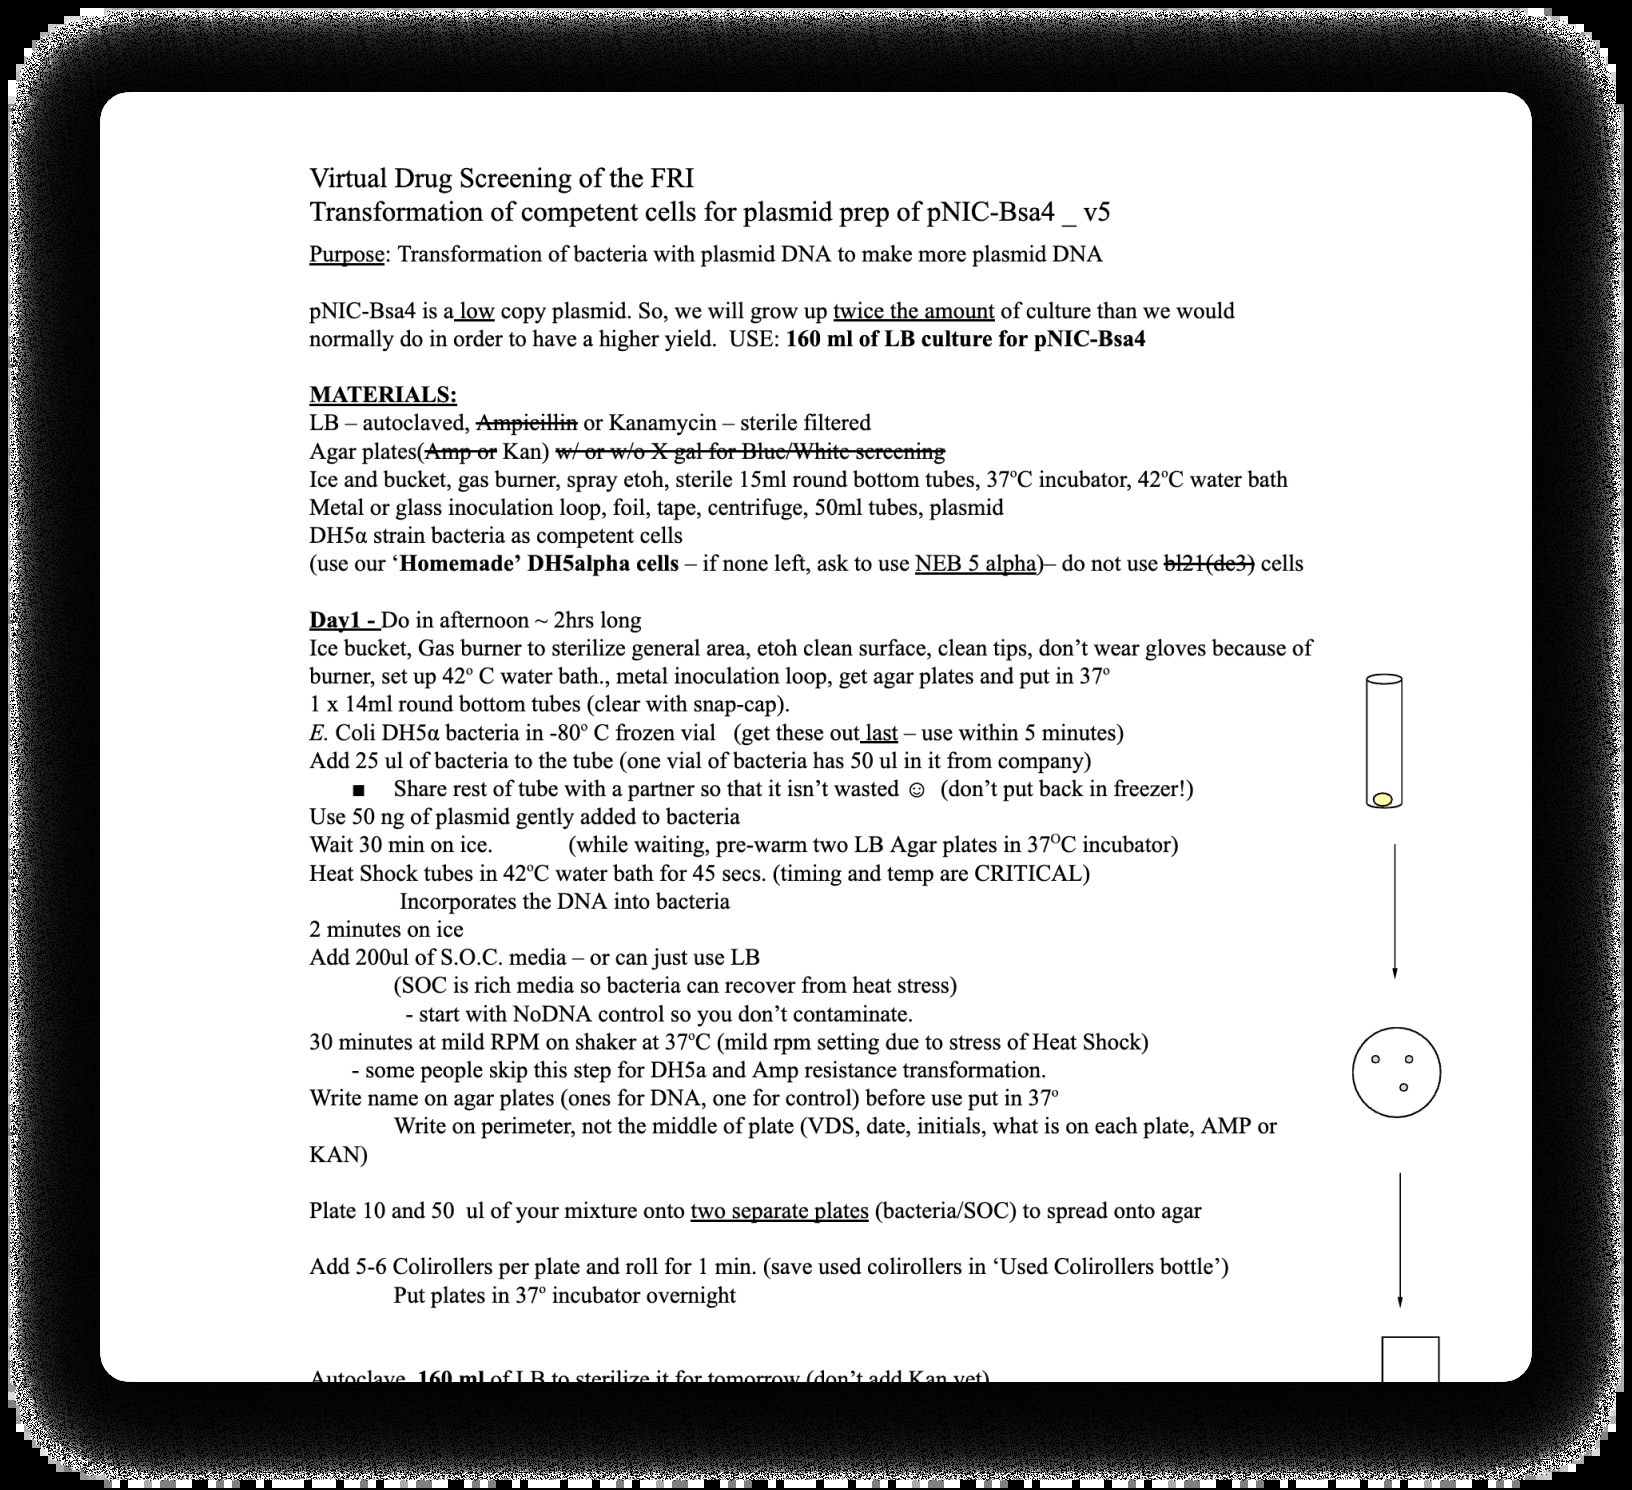 Virtual Drug Screening of the FRI
Transformation of competent cells for plasmid prep of pNIC-Bsa4 _ v5
Purpose: Transformation of bacteria with plasmid DNA to make more plasmid DNA
pNIC-Bsa4 is a low copy plasmid. So, we will grow up twice the amount of culture than we would
normally do in order to have a higher yield.  USE: 160 ml of LB culture for pNIC-Bsa4
MATERIALS:
LB – autoclaved, Ampicillin or Kanamycin – sterile filtered
Agar plates(Amp or Kan) w/ or w/o X gal for Blue/White screening
Ice and bucket, gas burner, spray etoh, sterile 15ml round bottom tubes, 37ºC incubator, 42ºC water bath
Metal or glass inoculation loop, foil, tape, centrifuge, 50ml tubes, plasmid
DH5α strain bacteria as competent cells
(use our ‘Homemade’ DH5alpha cells – if none left, ask to use NEB 5 alpha)– do not use bl21(de3) cells
Day1 - Do in afternoon ~ 2hrs long
Ice bucket, Gas burner to sterilize general area, etoh clean surface, clean tips, don’t wear gloves because of
burner, set up 42º C water bath., metal inoculation loop, get agar plates and put in 37º
1 x 14ml round bottom tubes (clear with snap-cap).
E. Coli DH5α bacteria in -80º C frozen vial   (get these out last – use within 5 minutes)
Add 25 ul of bacteria to the tube (one vial of bacteria has 50 ul in it from company)
■ Share rest of tube with a partner so that it isn’t wasted ☺  (don’t put back in freezer!)
Use 50 ng of plasmid gently added to bacteria
Wait 30 min on ice.          (while waiting, pre-warm two LB Agar plates in 37ºC incubator)
Heat Shock tubes in 42ºC water bath for 45 secs. (timing and temp are CRITICAL)
Incorporates the DNA into bacteria
2 minutes on ice
Add 200ul of S.O.C. media – or can just use LB
(SOC is rich media so bacteria can recover from heat stress)
- start with NoDNA control so you don’t contaminate.
30 minutes at mild RPM on shaker at 37ºC (mild rpm setting due to stress of Heat Shock)
- some people skip this step for DH5a and Amp resistance transformation.
Write name on agar plates (ones for DNA, one for control) before use put in 37º
Write on perimeter, not the middle of plate (VDS, date, initials, what is on each plate, AMP or
KAN)
Plate 10 and 50  ul of your mixture onto two separate plates (bacteria/SOC) to spread onto agar
Add 5-6 Colirollers per plate and roll for 1 min. (save used colirollers in ‘Used Colirollers bottle’)
Put plates in 37º incubator overnight
Autoclave  160 ml of LB to sterilize it for tomorrow (don’t add Kan yet)